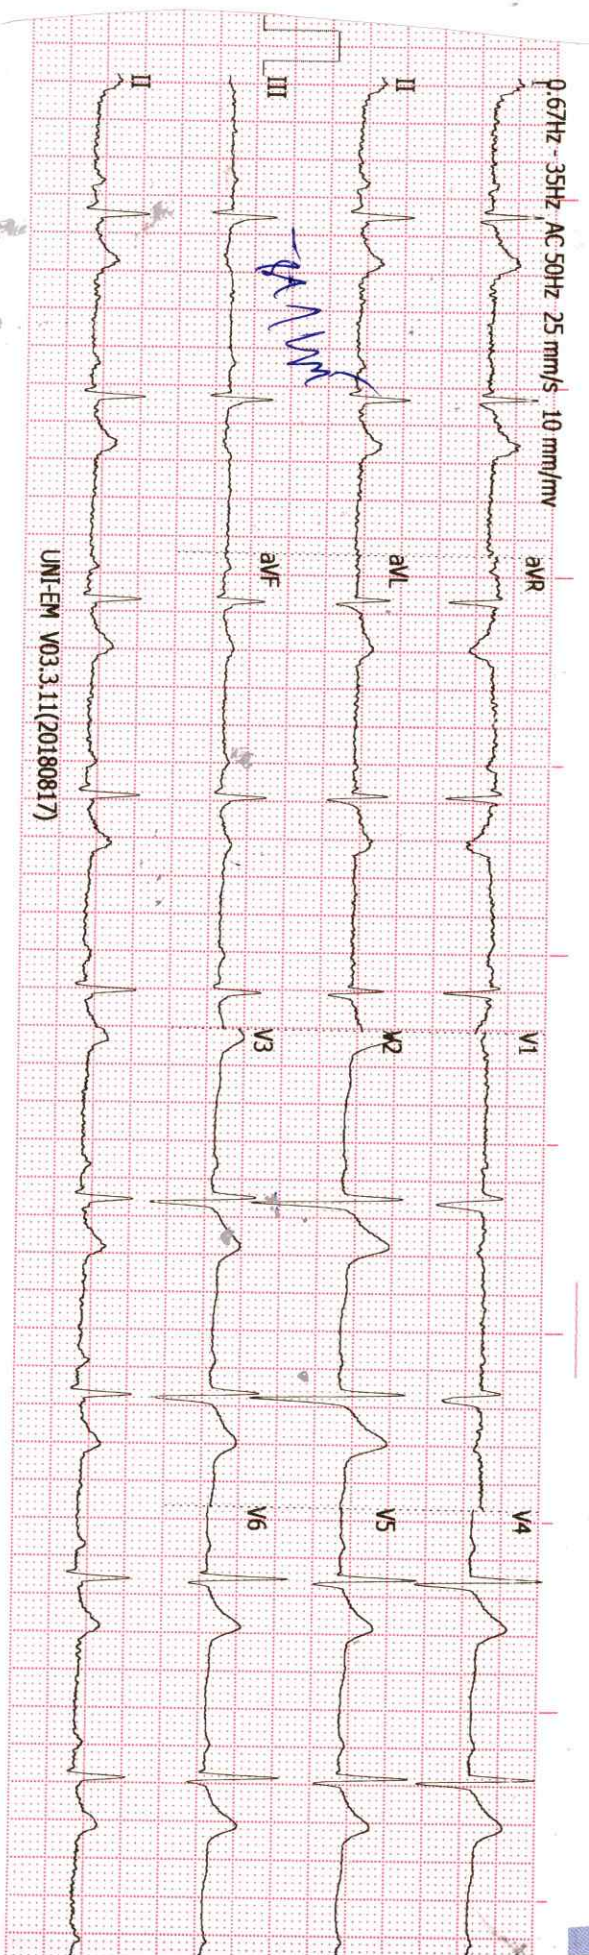 0.67Hz - 35Hz AC 50Hz 25 mm/s 10 mm/mv
I aVR V1 V4
II aVL V2 V5
III aVF V3 V6
II
UNI-EM V03.3.11(20180817)